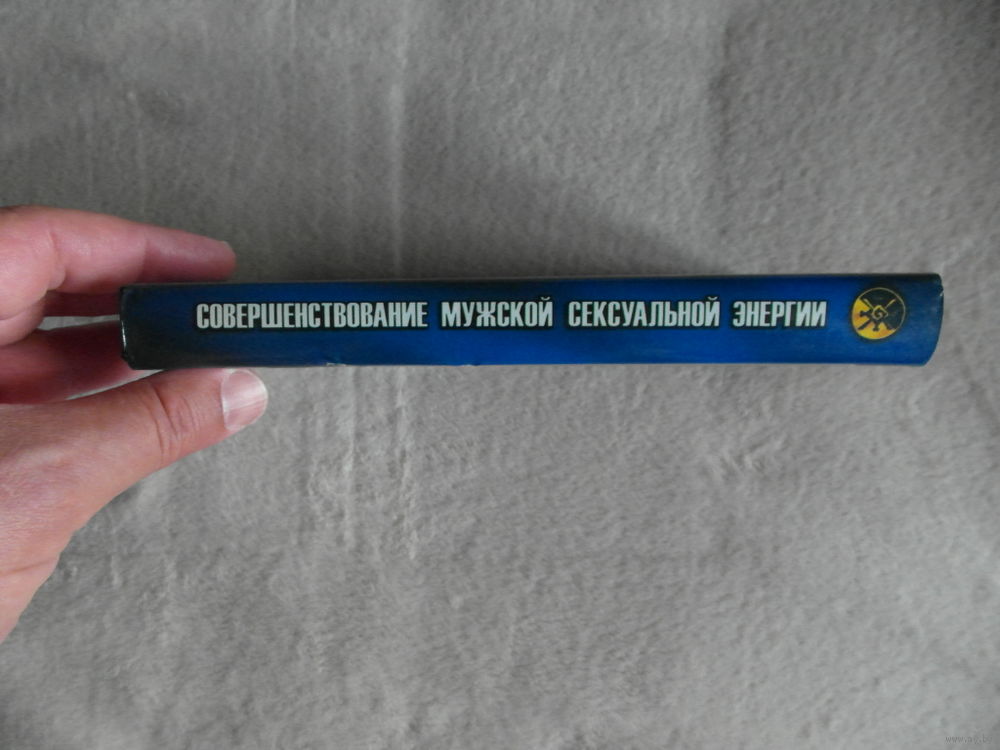 СОВЕРШЕНСТВОВАНИЕ МУЖСКОЙ СЕКСУАЛЬНОЙ ЭНЕРГИИ